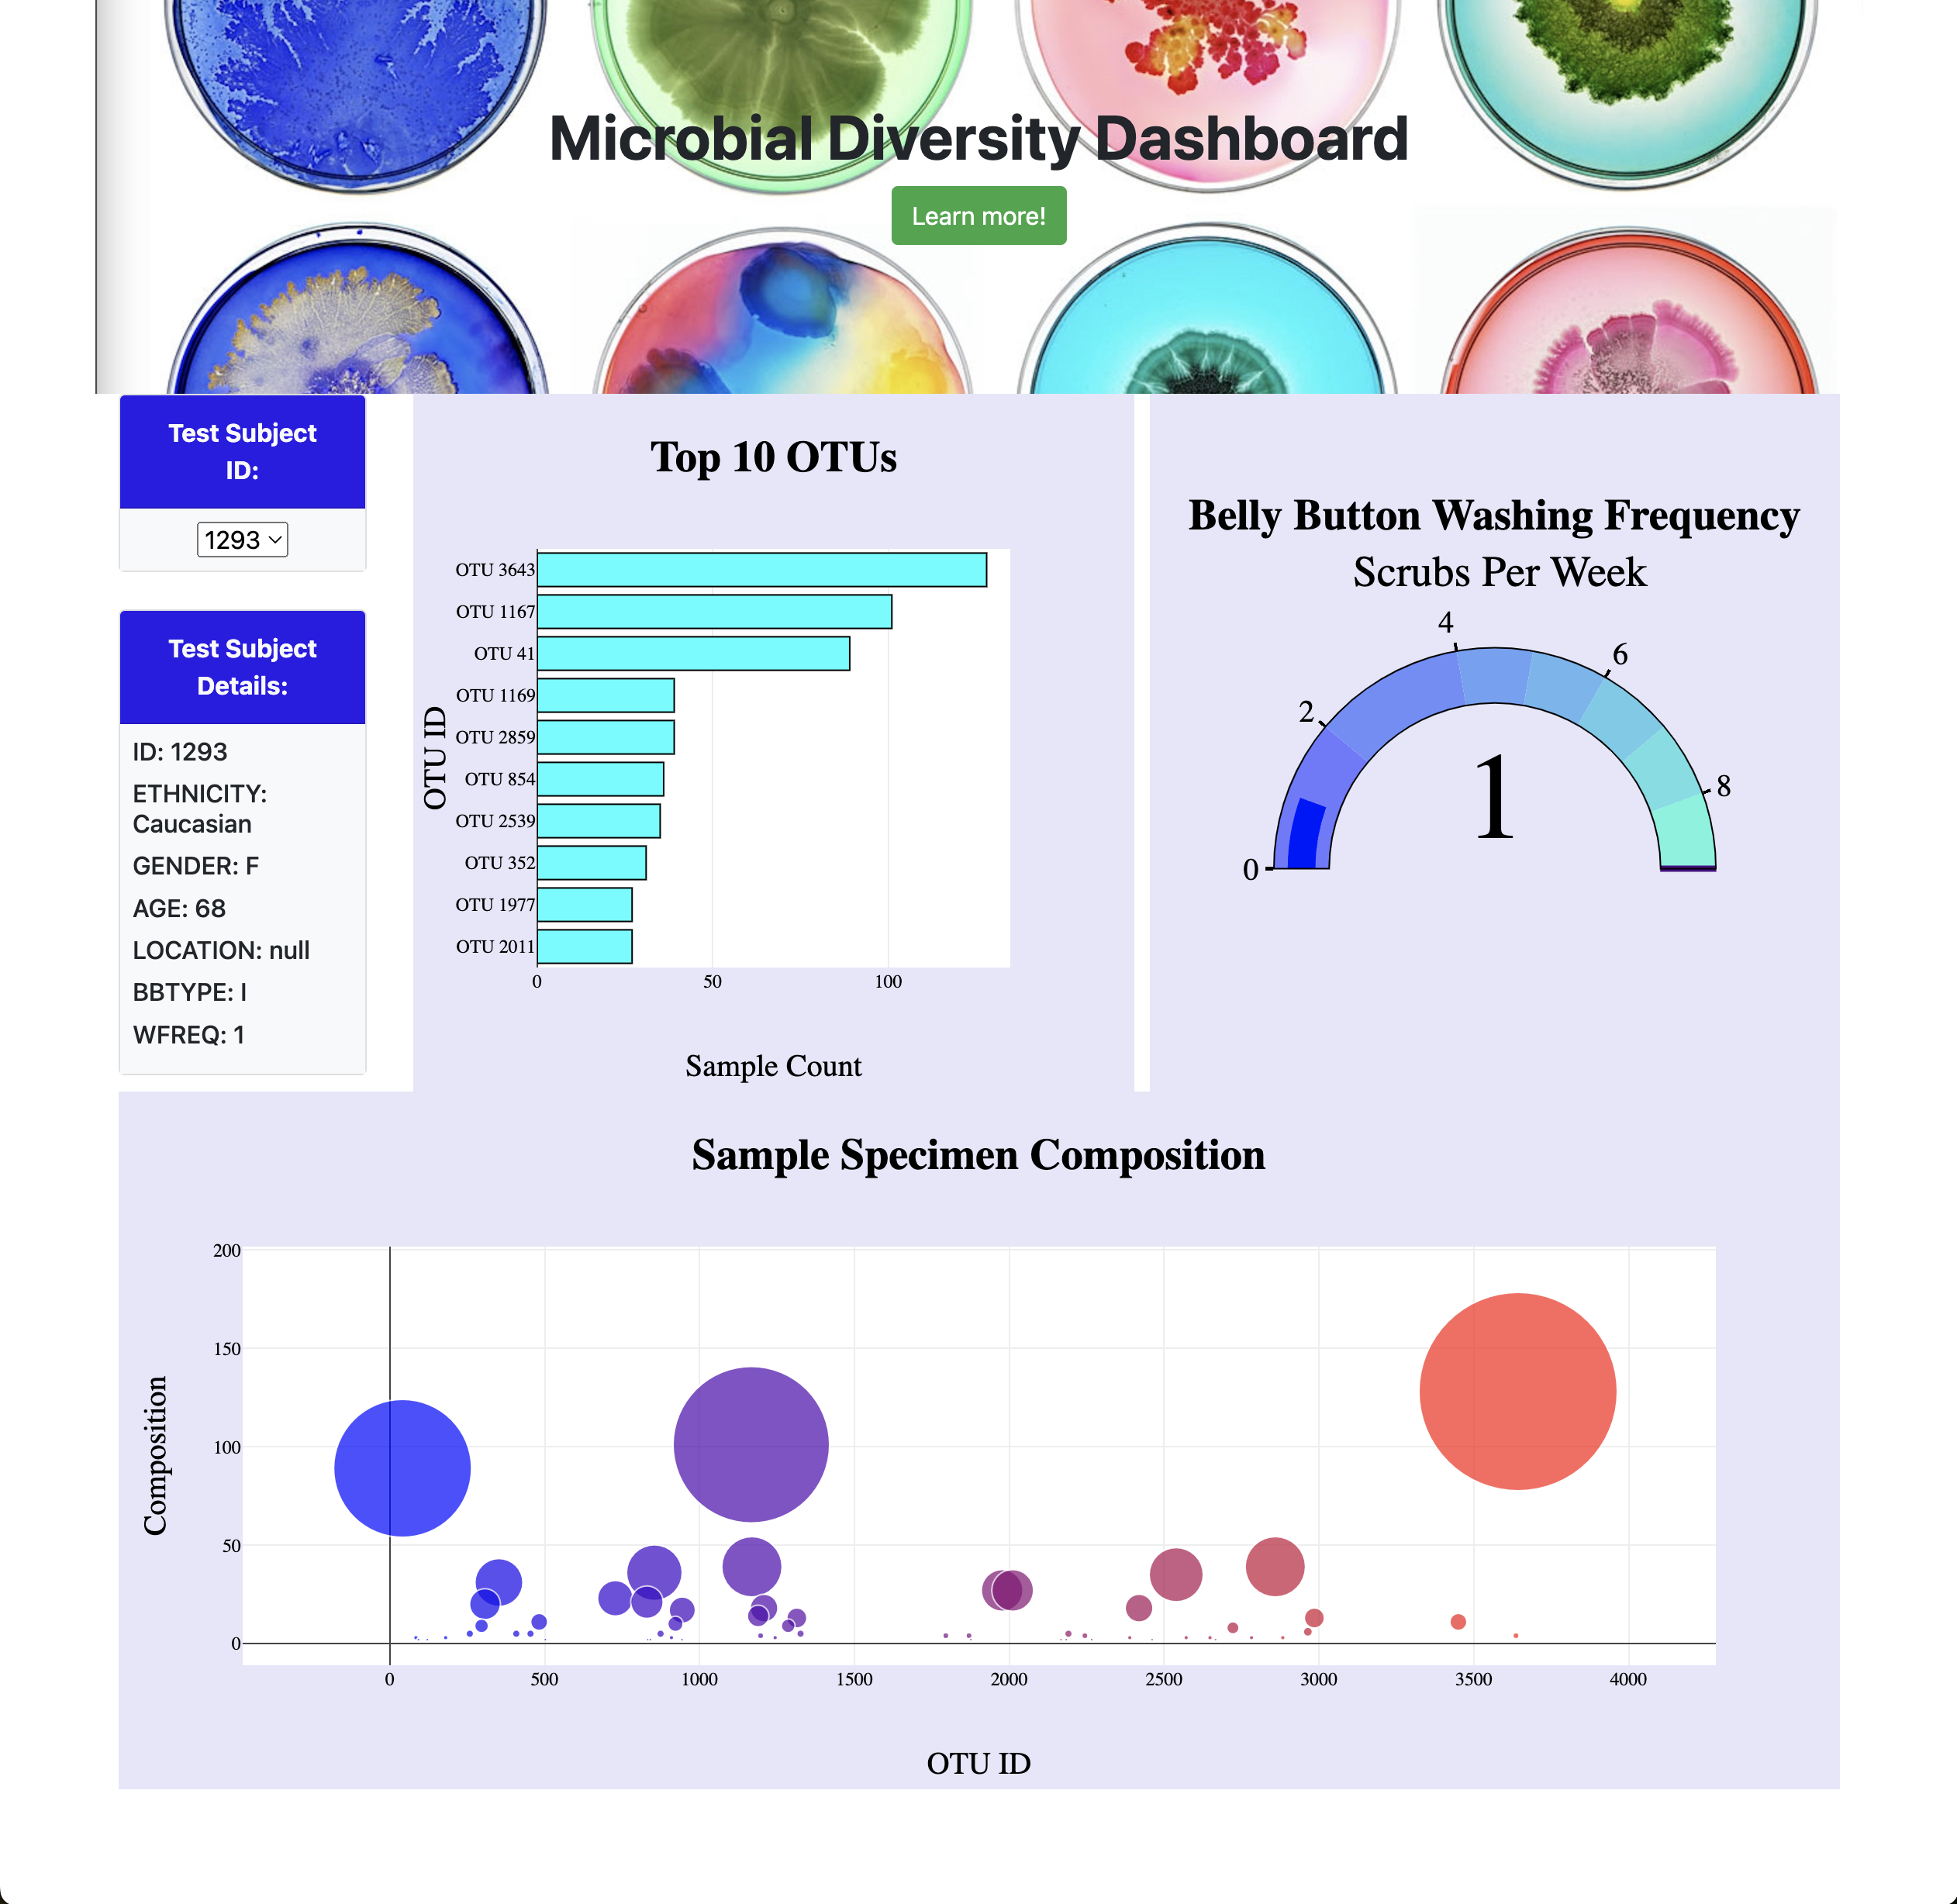 Microbial Diversity Dashboard
Learn more!
Test Subject
ID:
1293
Test Subject
Details:
ID: 1293
ETHNICITY:
Caucasian
GENDER: F
AGE: 68
LOCATION: null
BBTYPE: I
WFREQ: 1
Top 10 OTUs
OTU ID
OTU 3643
OTU 1167
OTU 41
OTU 1169
OTU 2859
OTU 854
OTU 2539
OTU 352
OTU 1977
OTU 2011
0 50 100
Sample Count
Belly Button Washing Frequency
Scrubs Per Week
0
2
4
6
8
1
Sample Specimen Composition
Composition
200
150
100
50
0
0 500 1000 1500 2000 2500 3000 3500 4000
OTU ID